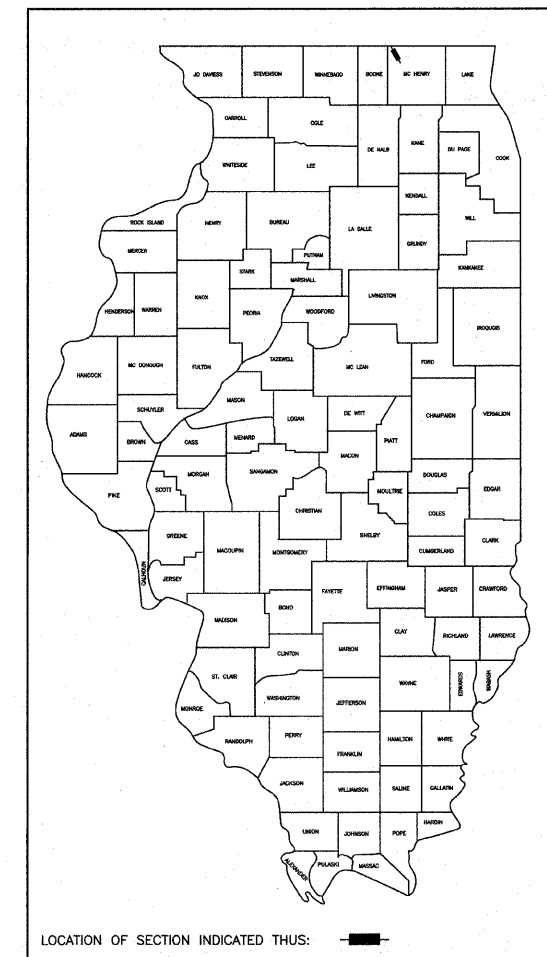 JO DAVIESS STEVENSON WINNEBAGO BOONE MC HENRY LANE
CARROLL OGLE DE KALB KANE DU PAGE COOK
WHITESIDE LEE
KENDALL WILL
ROCK ISLAND HENRY BUREAU LA SALLE GRUNDY
MERCER PUTNAM KANKAKEE
STARK MARSHALL
HENDERSON WARREN KNOX PEORIA WOODFORD LIVINGSTON IROQUOIS
HANCOCK MC DONOUGH FULTON TAZEWELL MC LEAN FORD
MASON
SCHUYLER LOGAN DE WITT CHAMPAIGN VERMILION
ADAMS BROWN CASS MENARD PIATT
MACON
PIKE SCOTT MORGAN SANGAMON DOUGLAS EDGAR
MOULTRIE
CHRISTIAN COLES
GREENE SHELBY
CALHOUN MACOUPIN MONTGOMERY CUMBERLAND CLARK
JERSEY
FAYETTE EFFINGHAM JASPER CRAWFORD
MADISON BOND
CLAY RICHLAND LAWRENCE
CLINTON MARION
ST. CLAIR WAYNE EDWARDS WABASH
WASHINGTON JEFFERSON
MONROE
RANDOLPH PERRY HAMILTON WHITE
FRANKLIN
JACKSON WILLIAMSON SALINE GALLATIN
HARDIN
UNION JOHNSON POPE
ALEXANDER PULASKI MASSAC
LOCATION OF SECTION INDICATED THUS: